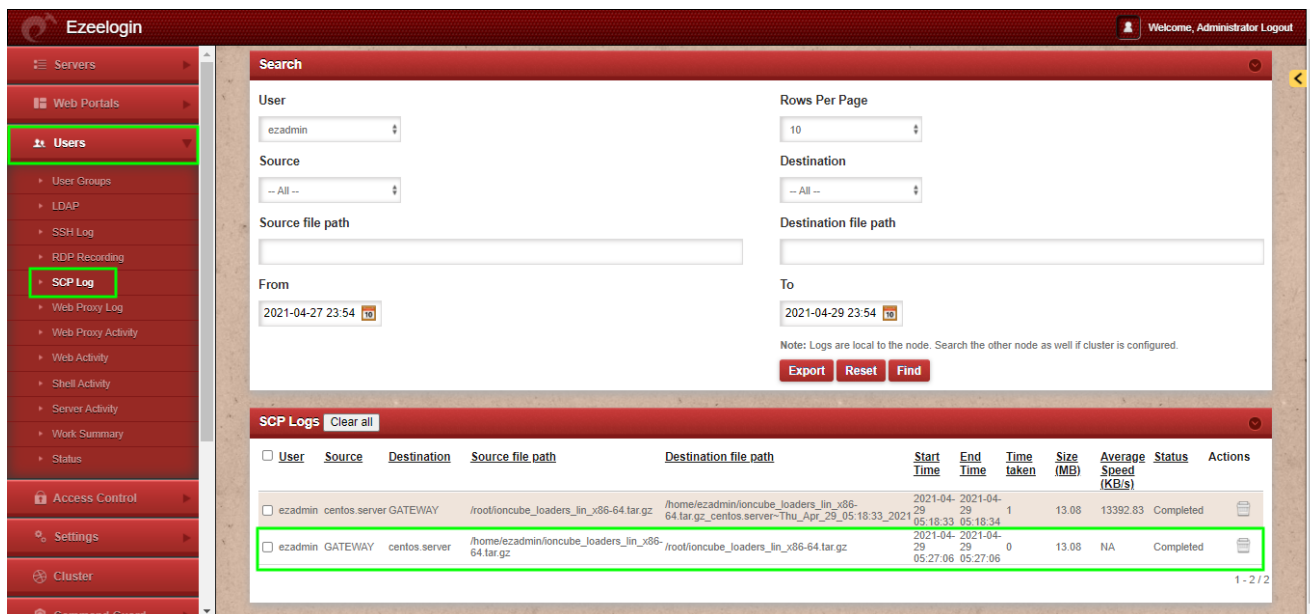 Ezeelogin
Welcome, Administrator Logout
Servers
Web Portals
Users
User Groups
LDAP
SSH Log
RDP Recording
SCP Log
Web Proxy Log
Web Proxy Activity
Web Activity
Shell Activity
Server Activity
Work Summary
Status
Access Control
Settings
Cluster
Command Guard
Search
User
Rows Per Page
ezadmin
10
Source
Destination
-- All --
-- All --
Source file path
Destination file path
From
To
2021-04-27 23:54
10
2021-04-29 23:54
10
Note: Logs are local to the node. Search the other node as well if cluster is configured.
Export Reset Find
SCP Logs Clear all
User Source Destination Source file path Destination file path Start End Time Size Average Status Actions
Time Time taken (MB) Speed
(KB/s)
2021-04- 2021-04-
/home/ezadmin/ioncube_loaders_lin_x86-
ezadmin centos.server GATEWAY /root/ioncube_loaders_lin_x86-64.tar.gz 29 29 1 13.08 13392.83 Completed
64.tar.gz_centos.server~Thu_Apr_29_05:18:33_2021
05:18:33 05:18:34
2021-04- 2021-04-
/home/ezadmin/ioncube_loaders_lin_x86-
ezadmin GATEWAY centos.server /root/ioncube_loaders_lin_x86-64.tar.gz 29 29 0 13.08 NA Completed
64.tar.gz
05:27:06 05:27:06
1 - 2 / 2